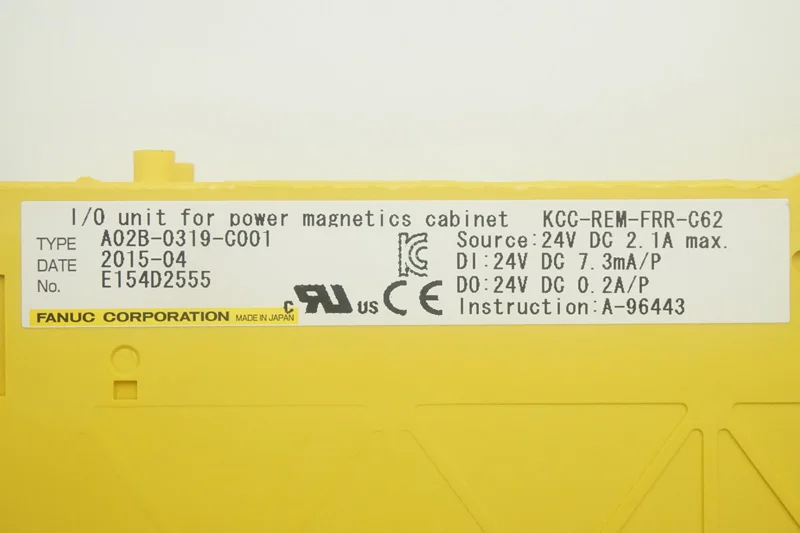 I/O unit for power magnetics cabinet KCC-REM-FRR-C62
TYPE A02B-0319-C001 Source:24V DC 2.1A max.
DATE 2015-04 DI:24V DC 7.3mA/P
No. E154D2555 DO:24V DC 0.2A/P
c RU US CE Instruction:A-96443
FANUC CORPORATION MADE IN JAPAN